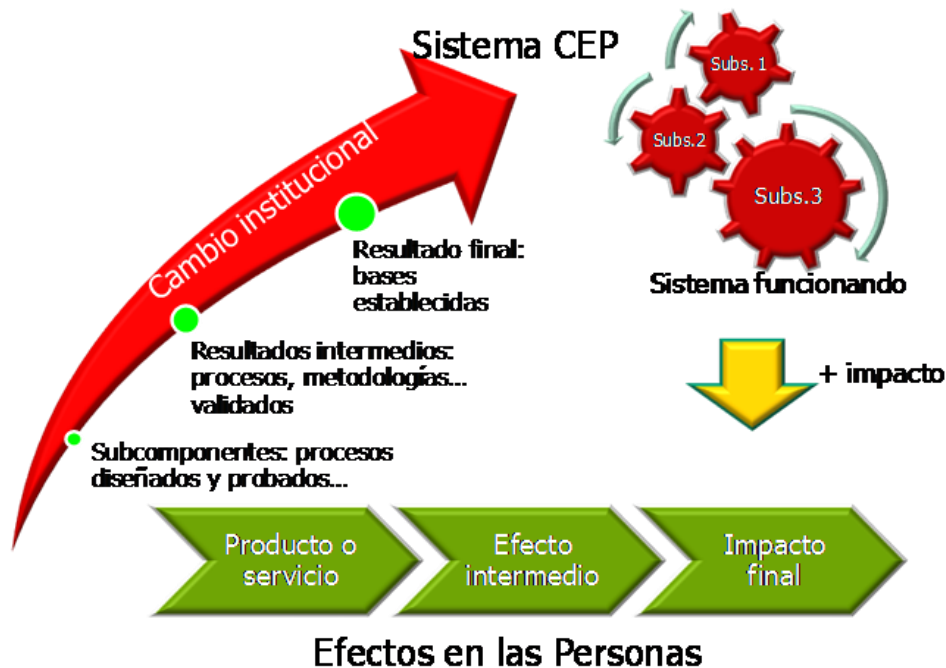 Sistema CEP
Subs. 1
Subs.2
Subs.3
Sistema funcionando
Cambio institucional
Resultado final:
bases
establecidas
Resultados intermedios:
procesos, metodologías...
validados
Subcomponentes: procesos
diseñados y probados...
+ impacto
Producto o
servicio
Efecto
intermedio
Impacto
final
Efectos en las Personas